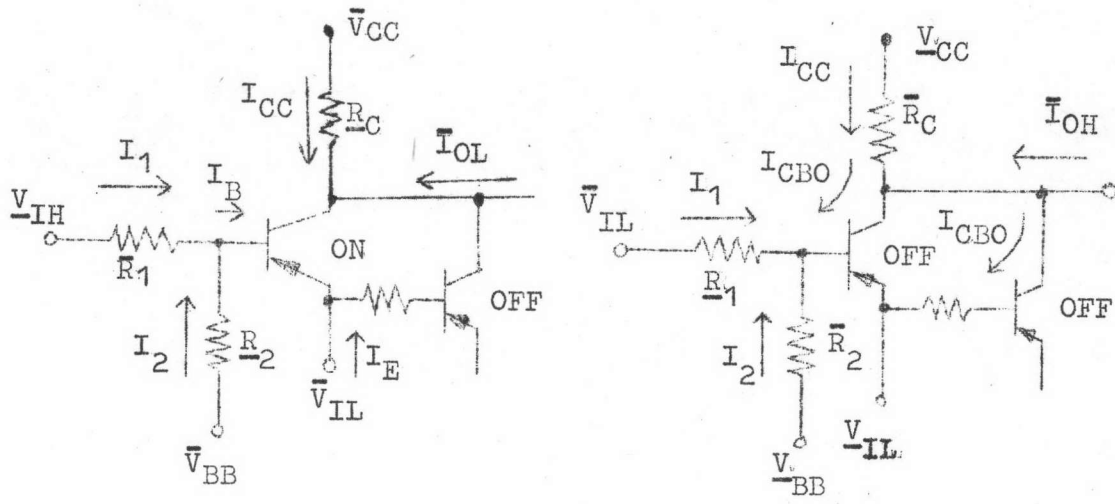 V̄CC
ICC
R̲C
ĪOL
I1
IB
V̲IH
R̄1
ON
OFF
I2
R̲2
IE
V̄IL
V̄BB
V̲CC
ICC
R̄C
ĪOH
ICBO
I1
V̄IL
ICBO
R̲1
OFF
OFF
I2
R̄2
V̲IL
V̲BB